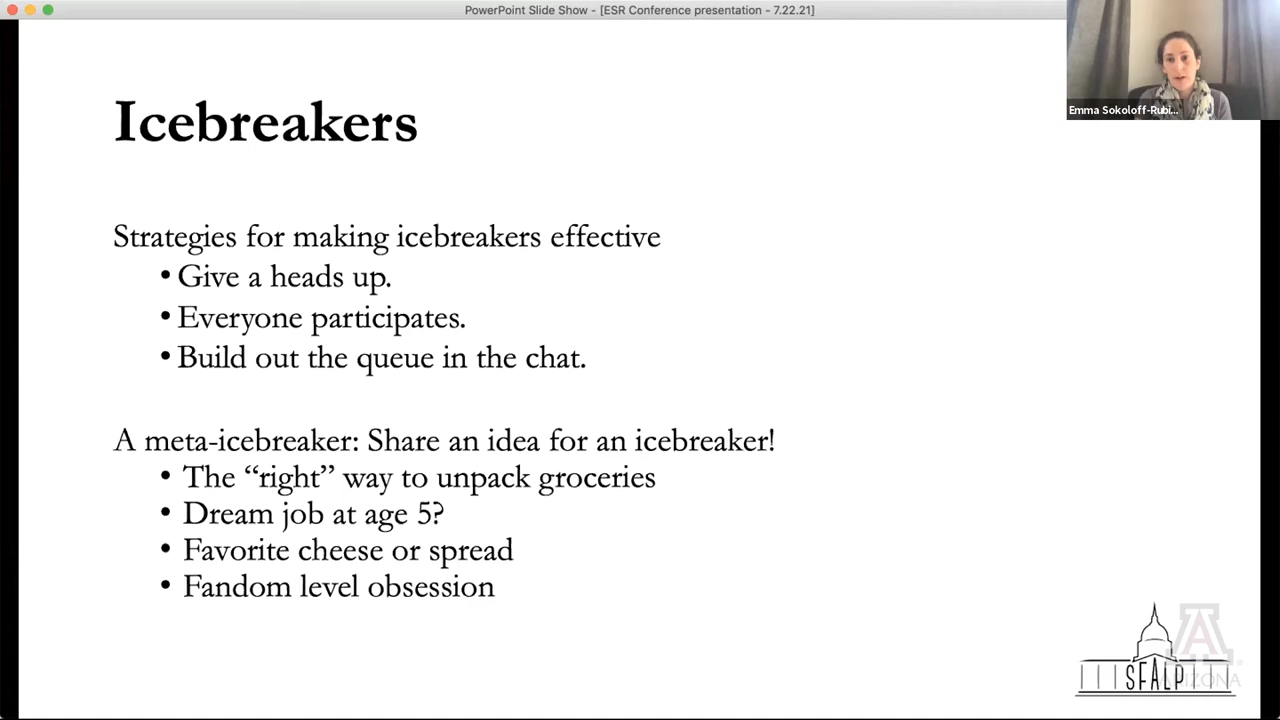 PowerPoint Slide Show - [ESR Conference presentation - 7.22.21]
Emma Sokoloff-Rubi...
Icebreakers
Strategies for making icebreakers effective
• Give a heads up.
• Everyone participates.
• Build out the queue in the chat.
A meta-icebreaker: Share an idea for an icebreaker!
• The “right” way to unpack groceries
• Dream job at age 5?
• Favorite cheese or spread
• Fandom level obsession
SFALP
A
ARIZONA